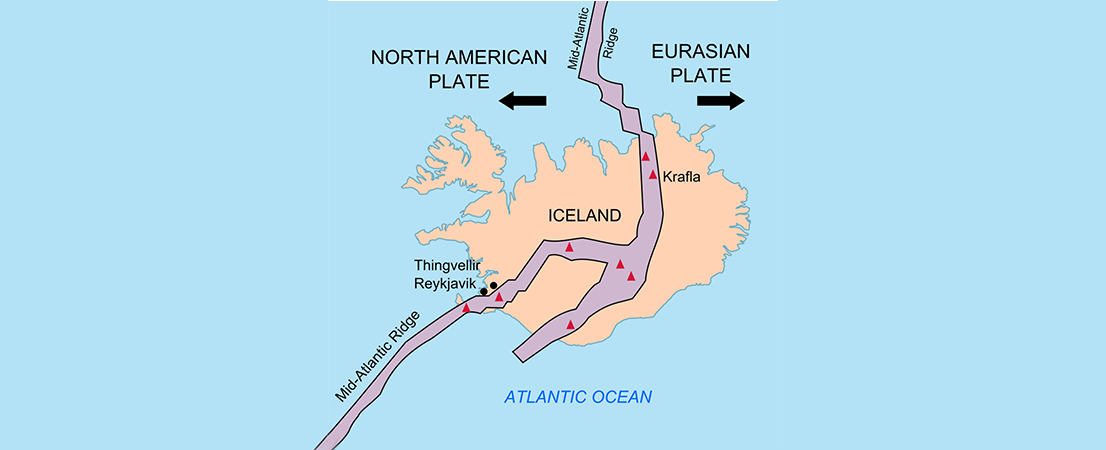 Mid-Atlantic
Ridge
NORTH AMERICAN
PLATE
EURASIAN
PLATE
Krafla
ICELAND
Thingvellir
Reykjavik
Mid-Atlantic Ridge
ATLANTIC OCEAN